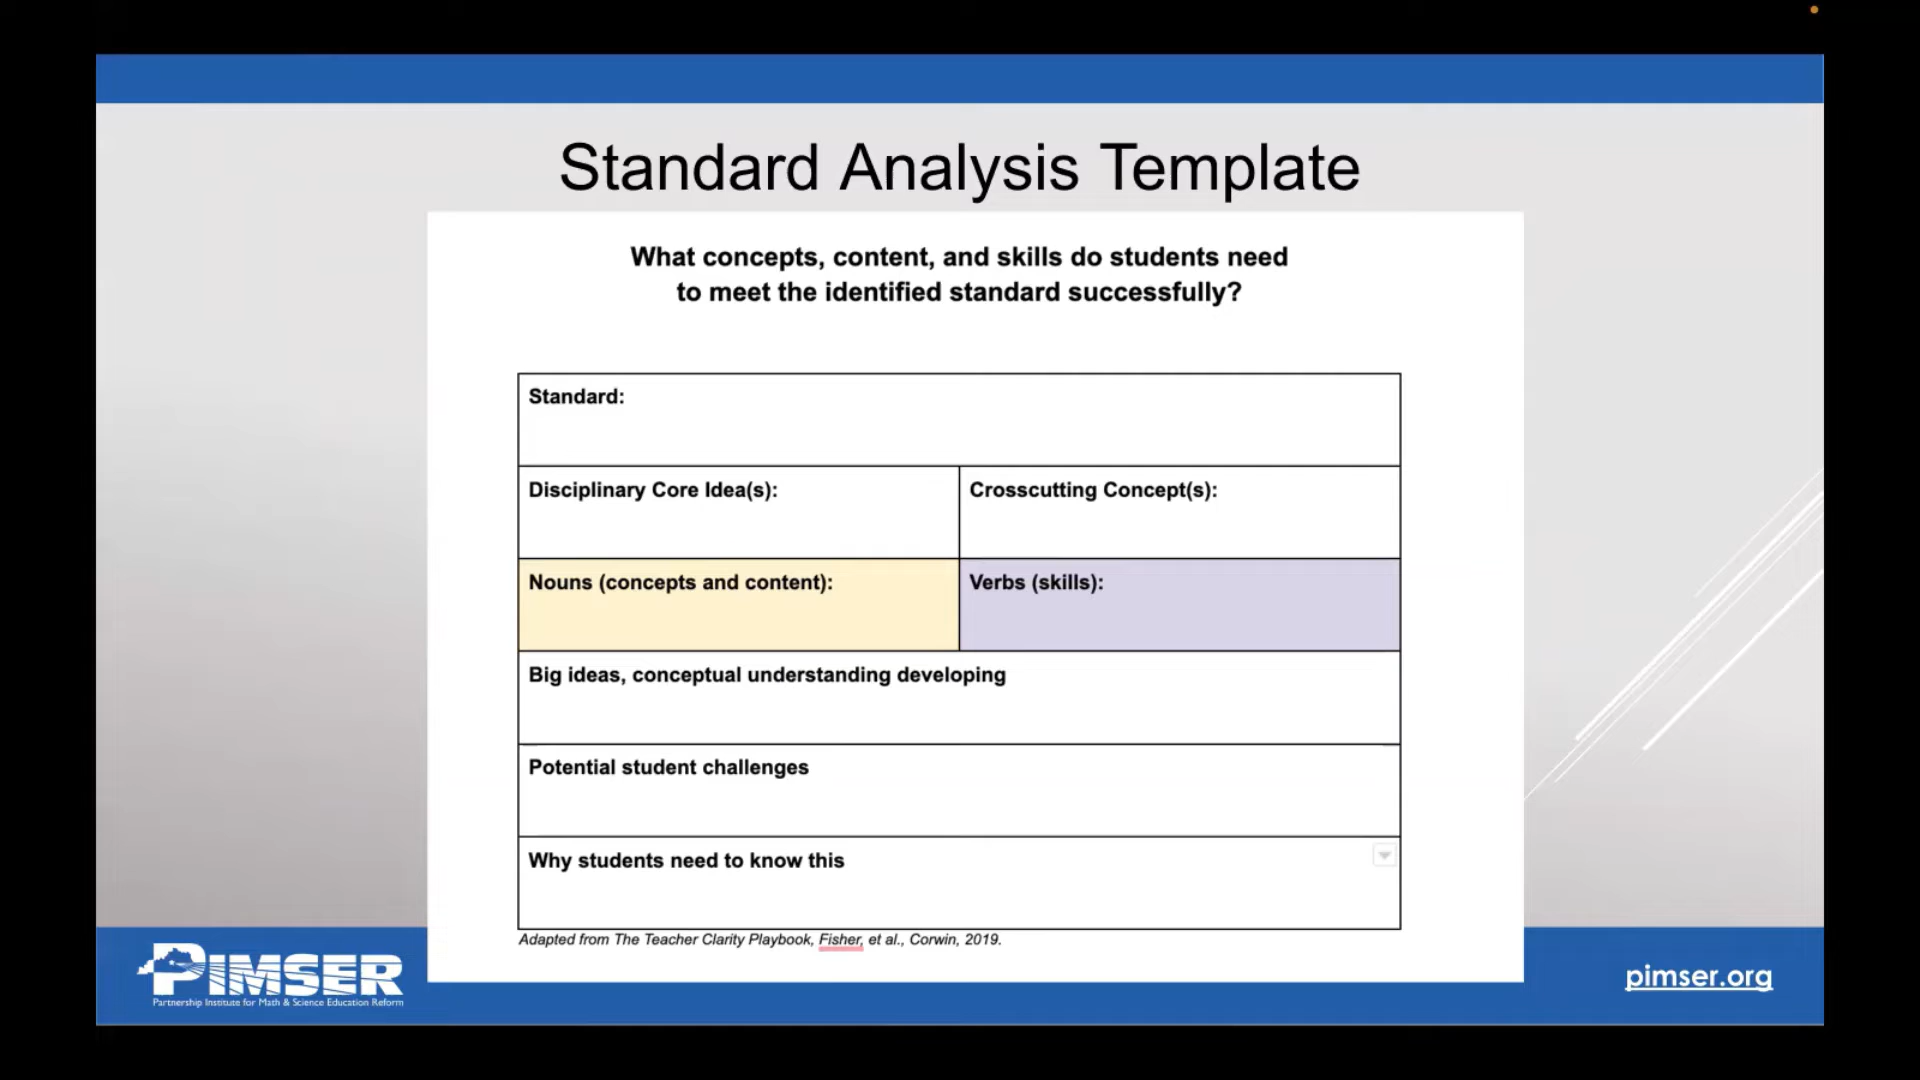 Standard Analysis Template
What concepts, content, and skills do students need
to meet the identified standard successfully?
Standard:
Disciplinary Core Idea(s):
Crosscutting Concept(s):
Nouns (concepts and content):
Verbs (skills):
Big ideas, conceptual understanding developing
Potential student challenges
Why students need to know this
Adapted from The Teacher Clarity Playbook, Fisher, et al., Corwin, 2019.
PIMSER
Partnership Institute for Math & Science Education Reform
pimser.org